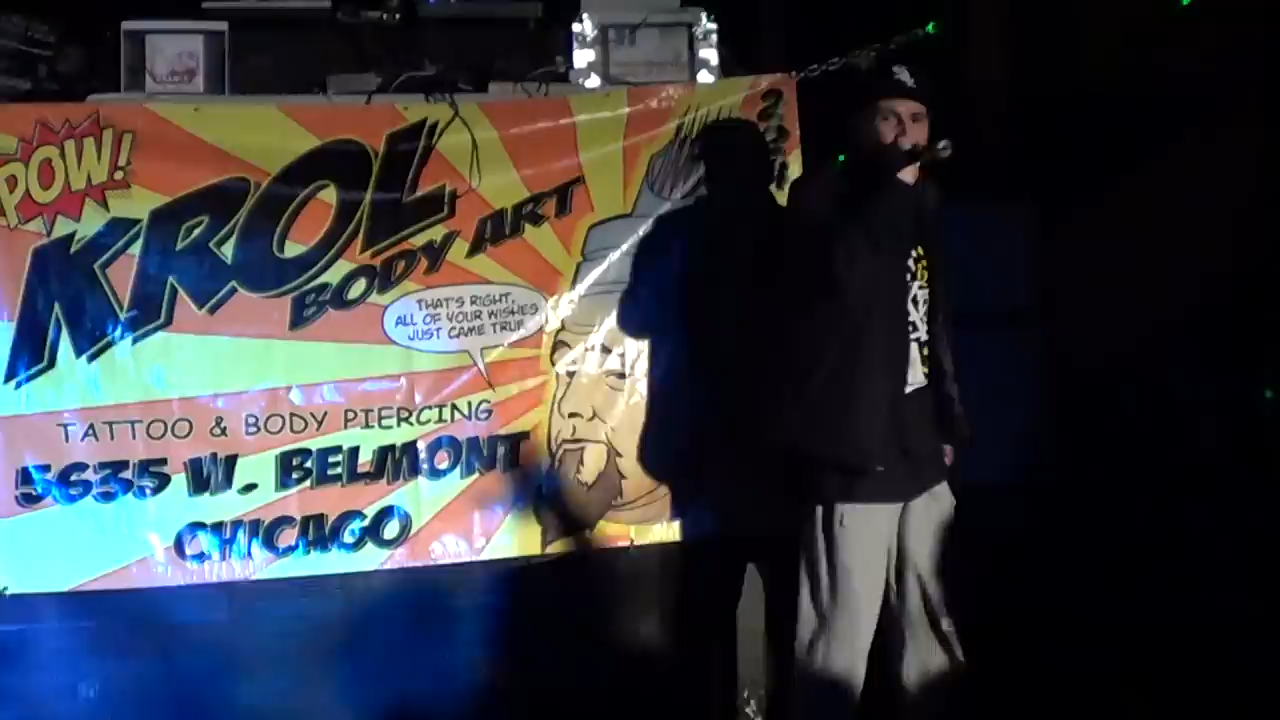 POW!
KROL
BODY ART
THAT'S RIGHT,
ALL OF YOUR WISHES
JUST CAME TRUE
TATTOO & BODY PIERCING
5635 W. BELMONT
CHICAGO